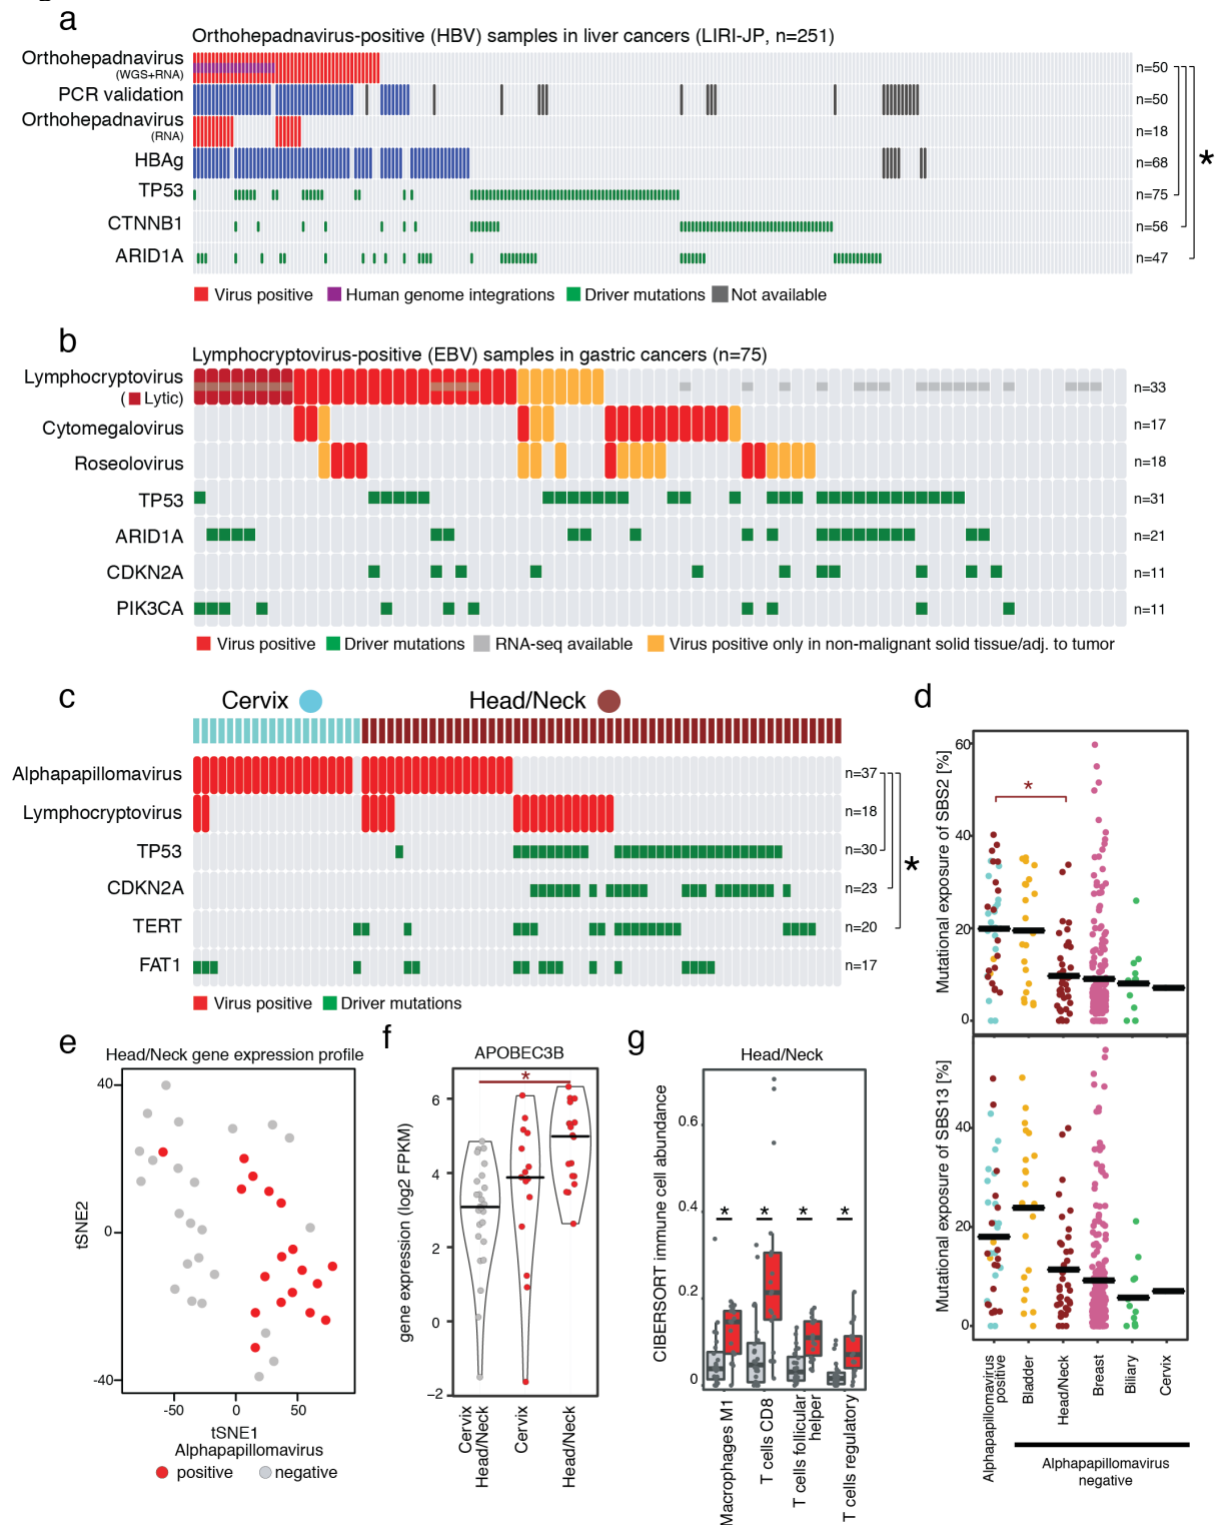 a
Orthohepadnavirus-positive (HBV) samples in liver cancers (LIRI-JP, n=251)
Orthohepadnavirus
(WGS+RNA)
n=50
PCR validation
n=50
Orthohepadnavirus
(RNA)
n=18
HBAg
n=68
*
TP53
n=75
CTNNB1
n=56
ARID1A
n=47
Virus positive
Human genome integrations
Driver mutations
Not available
b
Lymphocryptovirus-positive (EBV) samples in gastric cancers (n=75)
Lymphocryptovirus
( Lytic)
n=33
Cytomegalovirus
n=17
Roseolovirus
n=18
TP53
n=31
ARID1A
n=21
CDKN2A
n=11
PIK3CA
n=11
Virus positive
Driver mutations
RNA-seq available
Virus positive only in non-malignant solid tissue/adj. to tumor
c
Cervix
Head/Neck
Alphapapillomavirus
n=37
Lymphocryptovirus
n=18
TP53
n=30
*
CDKN2A
n=23
TERT
n=20
FAT1
n=17
Virus positive
Driver mutations
d
Mutational exposure of SBS2 [%]
60
40
20
0
*
Mutational exposure of SBS13 [%]
40
20
0
Alphapapillomavirus
positive
Bladder
Head/Neck
Breast
Biliary
Cervix
Alphapapillomavirus
negative
e
Head/Neck gene expression profile
tSNE2
40
0
-40
-50
0
50
tSNE1
Alphapapillomavirus
positive
negative
f
APOBEC3B
*
gene expression (log2 FPKM)
6
4
2
0
−2
Cervix
Head/Neck
Cervix
Head/Neck
g
Head/Neck
CIBERSORT immune cell abundance
0.6
0.4
0.2
0
*
*
*
*
Macrophages M1
T cells CD8
T cells follicular
helper
T cells regulatory